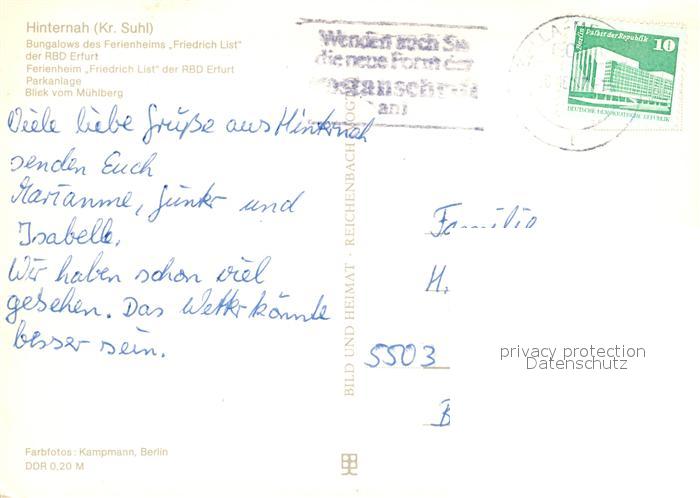 Hinternah (Kr. Suhl)
Bungalows des Ferienheims „Friedrich List"
der RBD Erfurt
Ferienheim „Friedrich List" der RBD Erfurt
Parkanlage
Blick vom Mühlberg
Wenden auch Sie
die neue Form der
an!
Berlin Palast der Republik 10
DEUTSCHE DEMOKRATISCHE REPUBLIK
Viele liebe Grüße aus Hinternah
senden Euch
Marianne, Günter und
Isabelle.
Wir haben schon viel
gesehen. Das Wetter könnte
besser sein.
BILD UND HEIMAT · REICHENBACH
Familie
H.
5503
B
privacy protection
Datenschutz
Farbfotos: Kampmann, Berlin
DDR 0,20 M